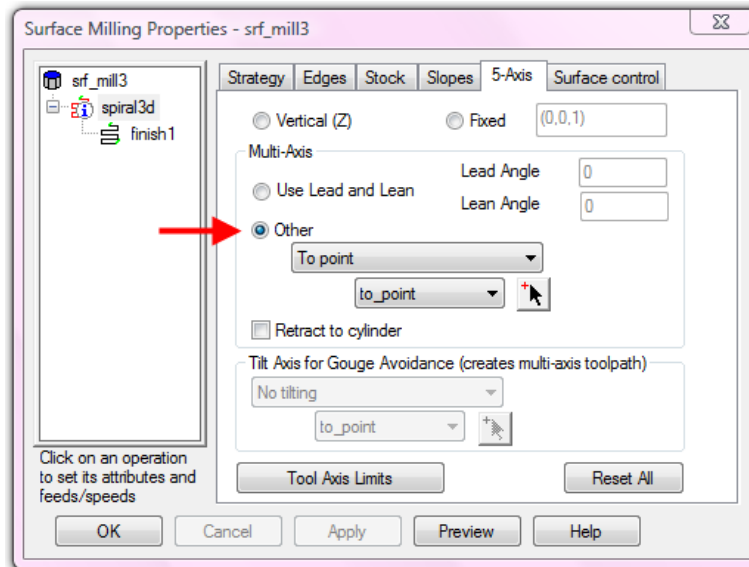 Surface Milling Properties - srf_mill3
srf_mill3
spiral3d
finish1
Click on an operation
to set its attributes and
feeds/speeds
Strategy Edges Stock Slopes 5-Axis Surface control
Vertical (Z) Fixed (0,0,1)
Multi-Axis
Lead Angle 0
Use Lead and Lean
Lean Angle 0
Other
To point
to_point
Retract to cylinder
Tilt Axis for Gouge Avoidance (creates multi-axis toolpath)
No tilting
to_point
Tool Axis Limits Reset All
OK Cancel Apply Preview Help